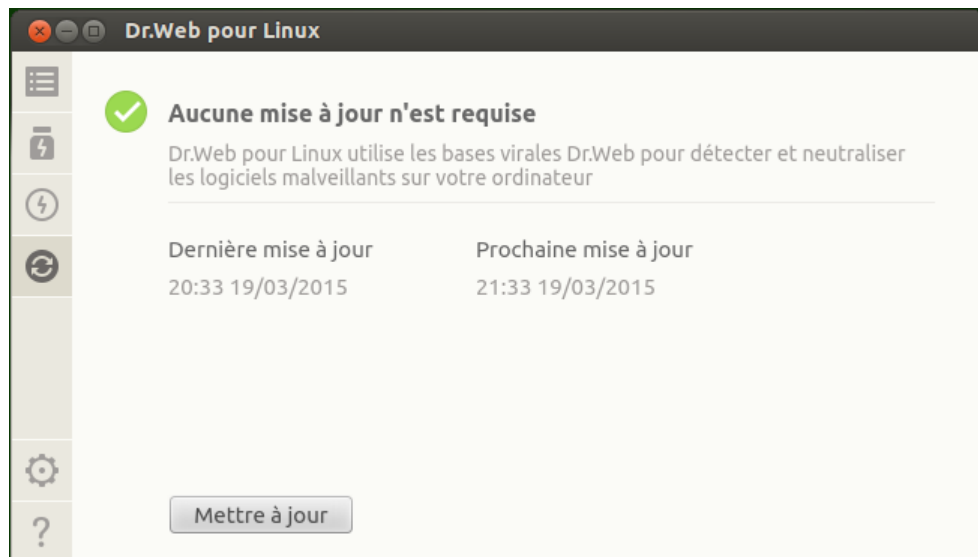 Dr.Web pour Linux
Aucune mise à jour n'est requise
Dr.Web pour Linux utilise les bases virales Dr.Web pour détecter et neutraliser
les logiciels malveillants sur votre ordinateur
Dernière mise à jour
Prochaine mise à jour
20:33 19/03/2015
21:33 19/03/2015
Mettre à jour
?